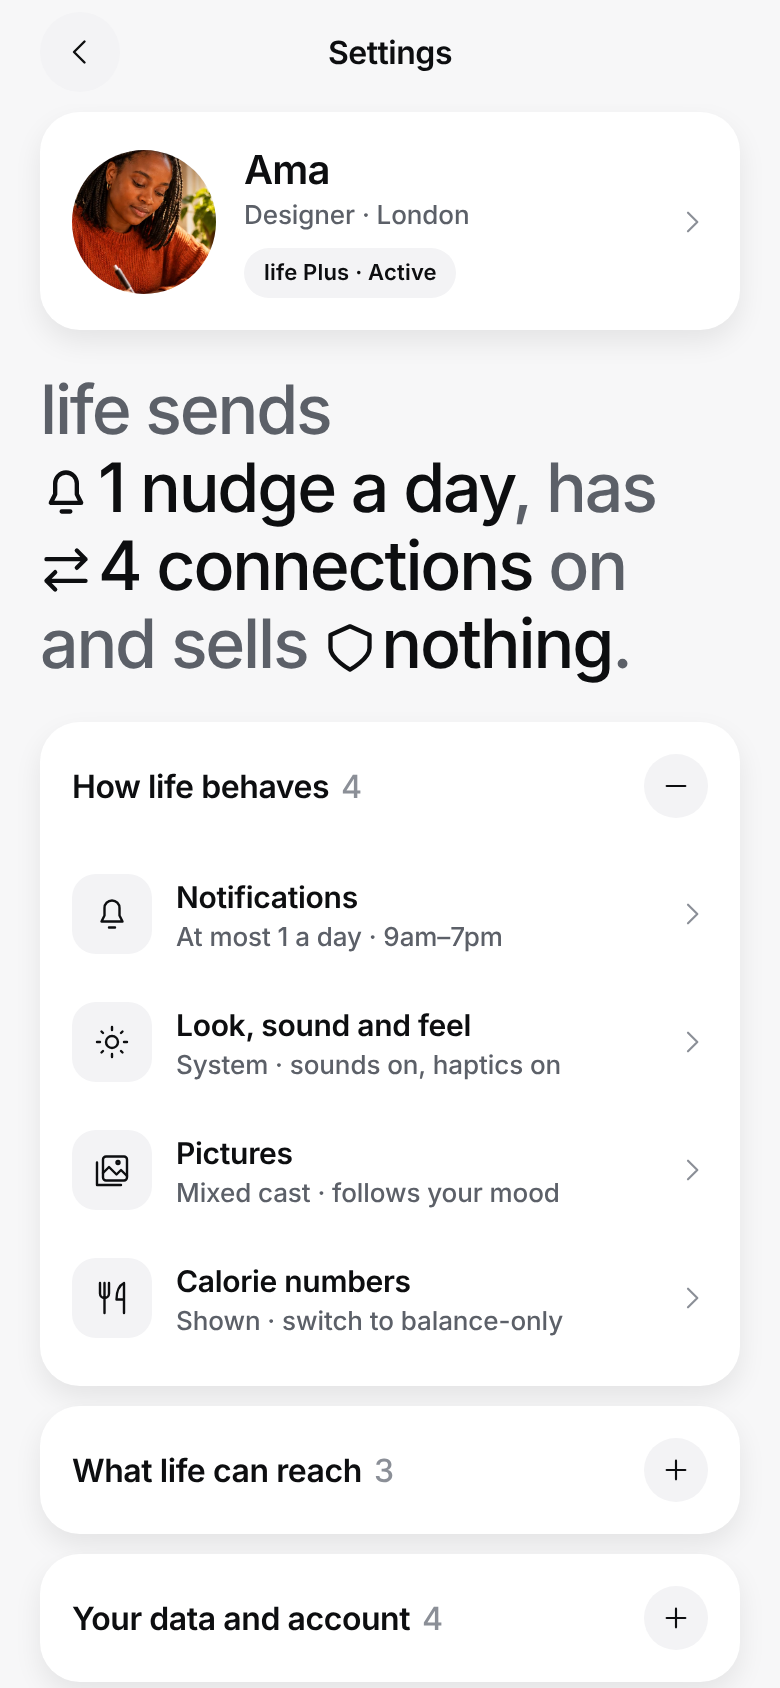 Settings
Ama
Designer · London
life Plus · Active
life sends
1 nudge a day, has
4 connections on
and sells nothing.
How life behaves 4
Notifications
At most 1 a day · 9am–7pm
Look, sound and feel
System · sounds on, haptics on
Pictures
Mixed cast · follows your mood
Calorie numbers
Shown · switch to balance-only
What life can reach 3
Your data and account 4